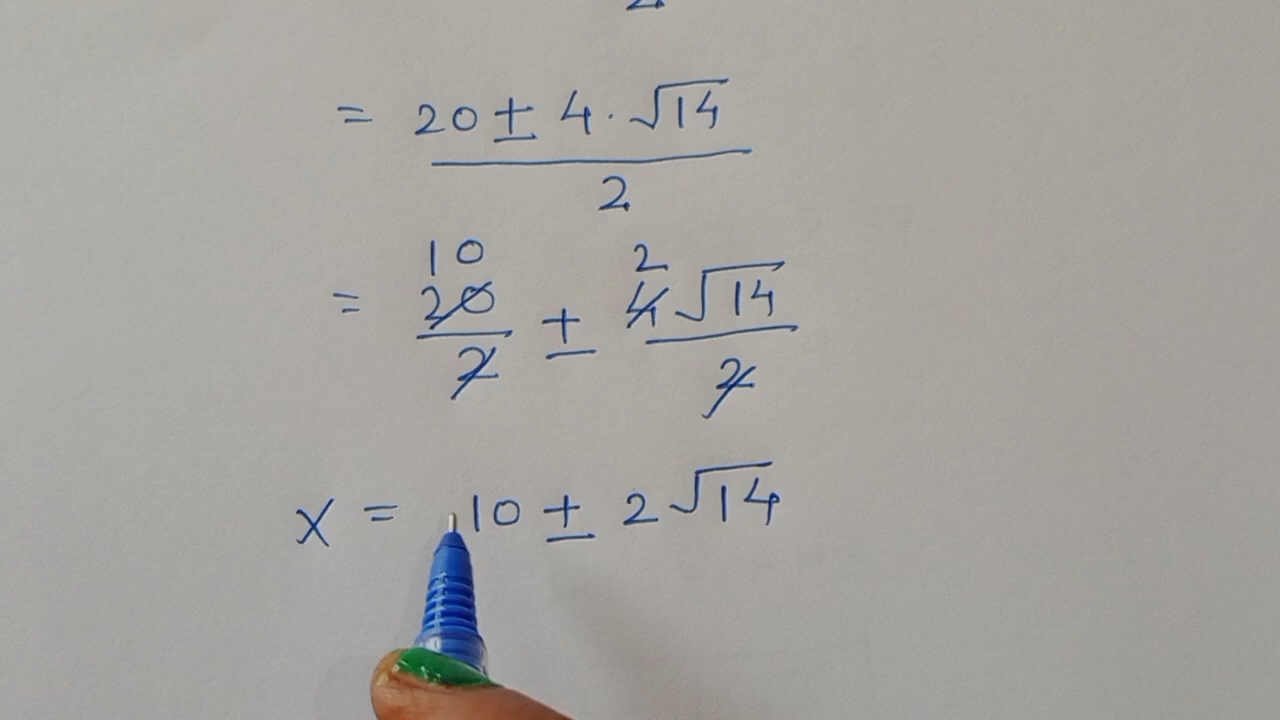 = 20 ± 4 · √14
2
10 2
= 20/2 ± 4√14/2
x = 10 ± 2√14